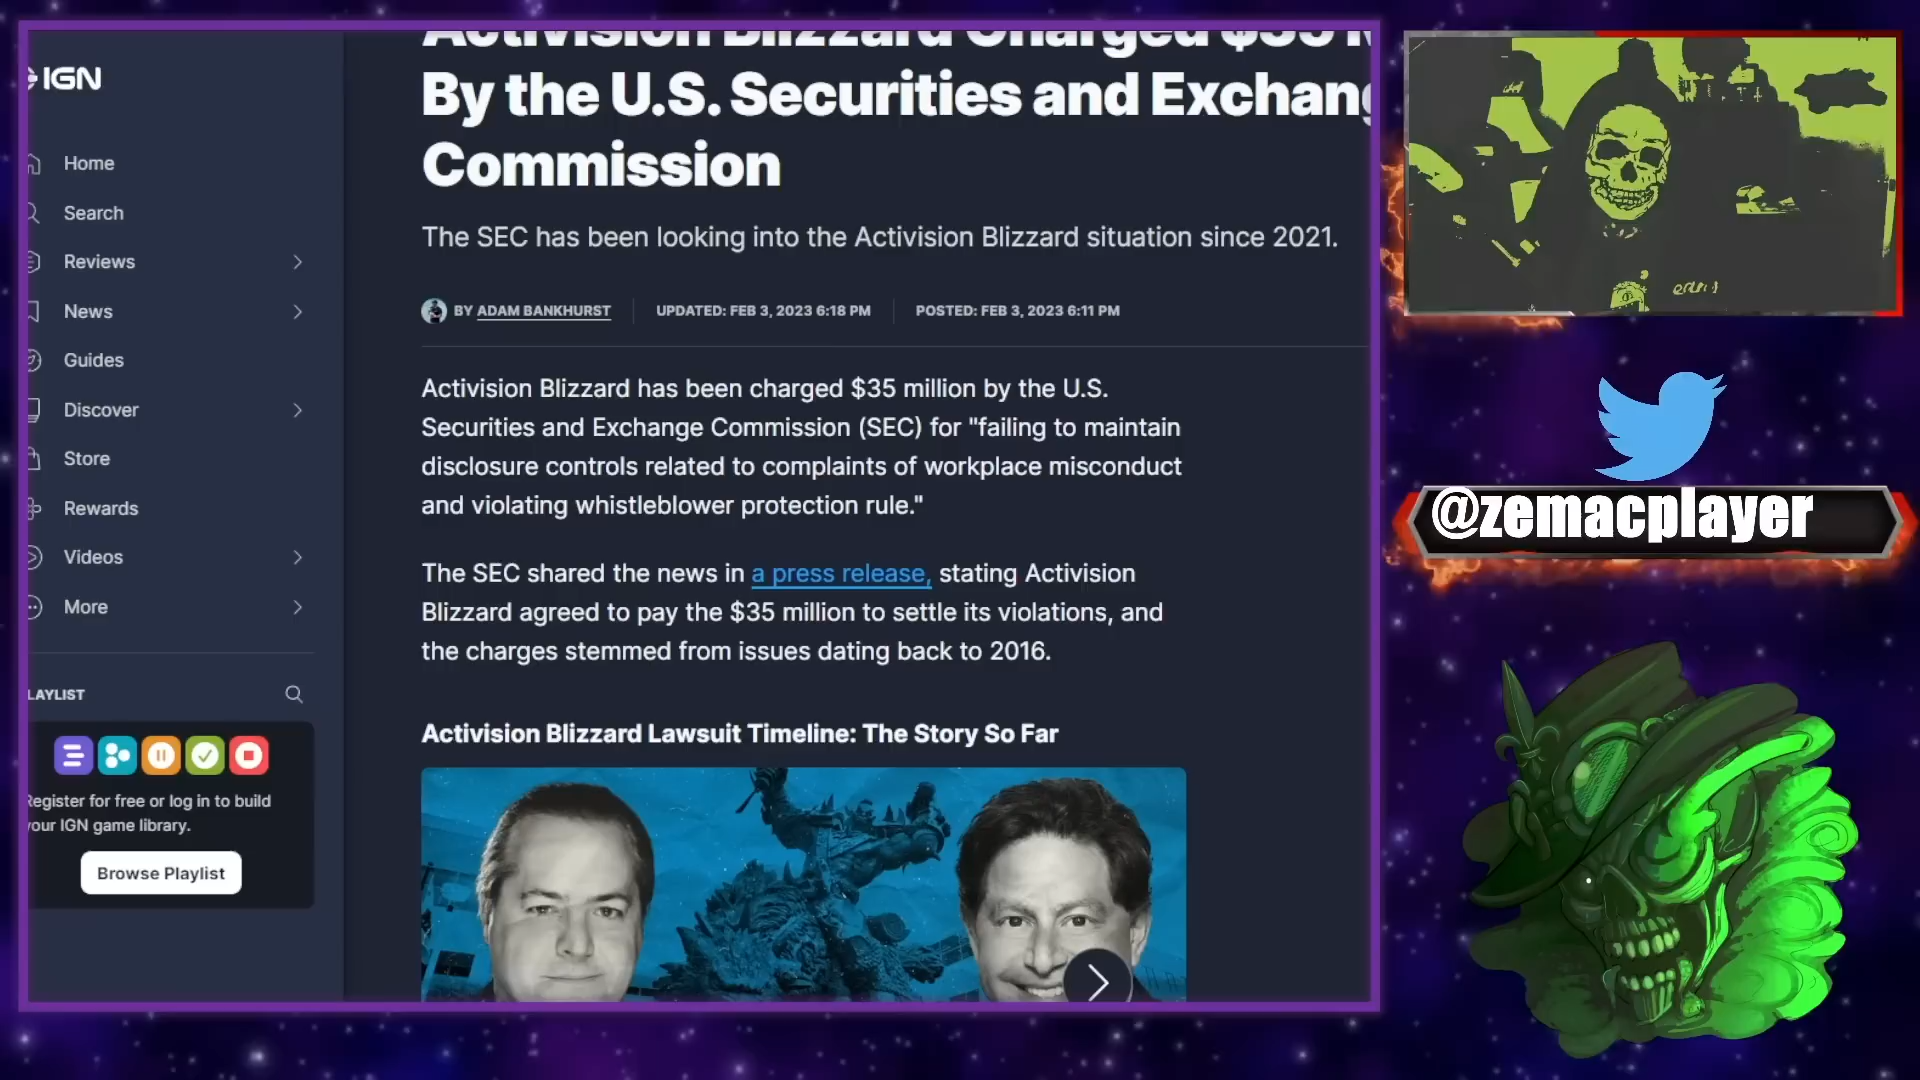 Activision Blizzard Charged $35
By the U.S. Securities and Exchang
Commission
The SEC has been looking into the Activision Blizzard situation since 2021.
BY ADAM BANKHURST
UPDATED: FEB 3, 2023 6:18 PM
POSTED: FEB 3, 2023 6:11 PM
Activision Blizzard has been charged $35 million by the U.S.
Securities and Exchange Commission (SEC) for "failing to maintain
disclosure controls related to complaints of workplace misconduct
and violating whistleblower protection rule."
The SEC shared the news in a press release, stating Activision
Blizzard agreed to pay the $35 million to settle its violations, and
the charges stemmed from issues dating back to 2016.
Activision Blizzard Lawsuit Timeline: The Story So Far
IGN
Home
Search
Reviews
News
Guides
Discover
Store
Rewards
Videos
More
LAYLIST
Register for free or log in to build
your IGN game library.
Browse Playlist
@zemacplayer